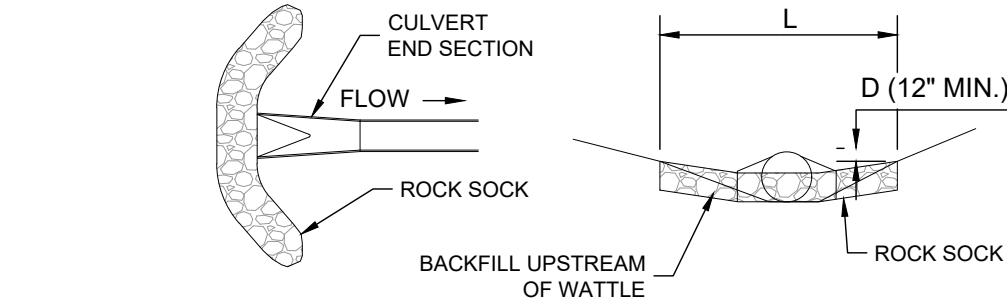 CULVERT
END SECTION
FLOW
ROCK SOCK
L
D (12" MIN.)
BACKFILL UPSTREAM
OF WATTLE
ROCK SOCK